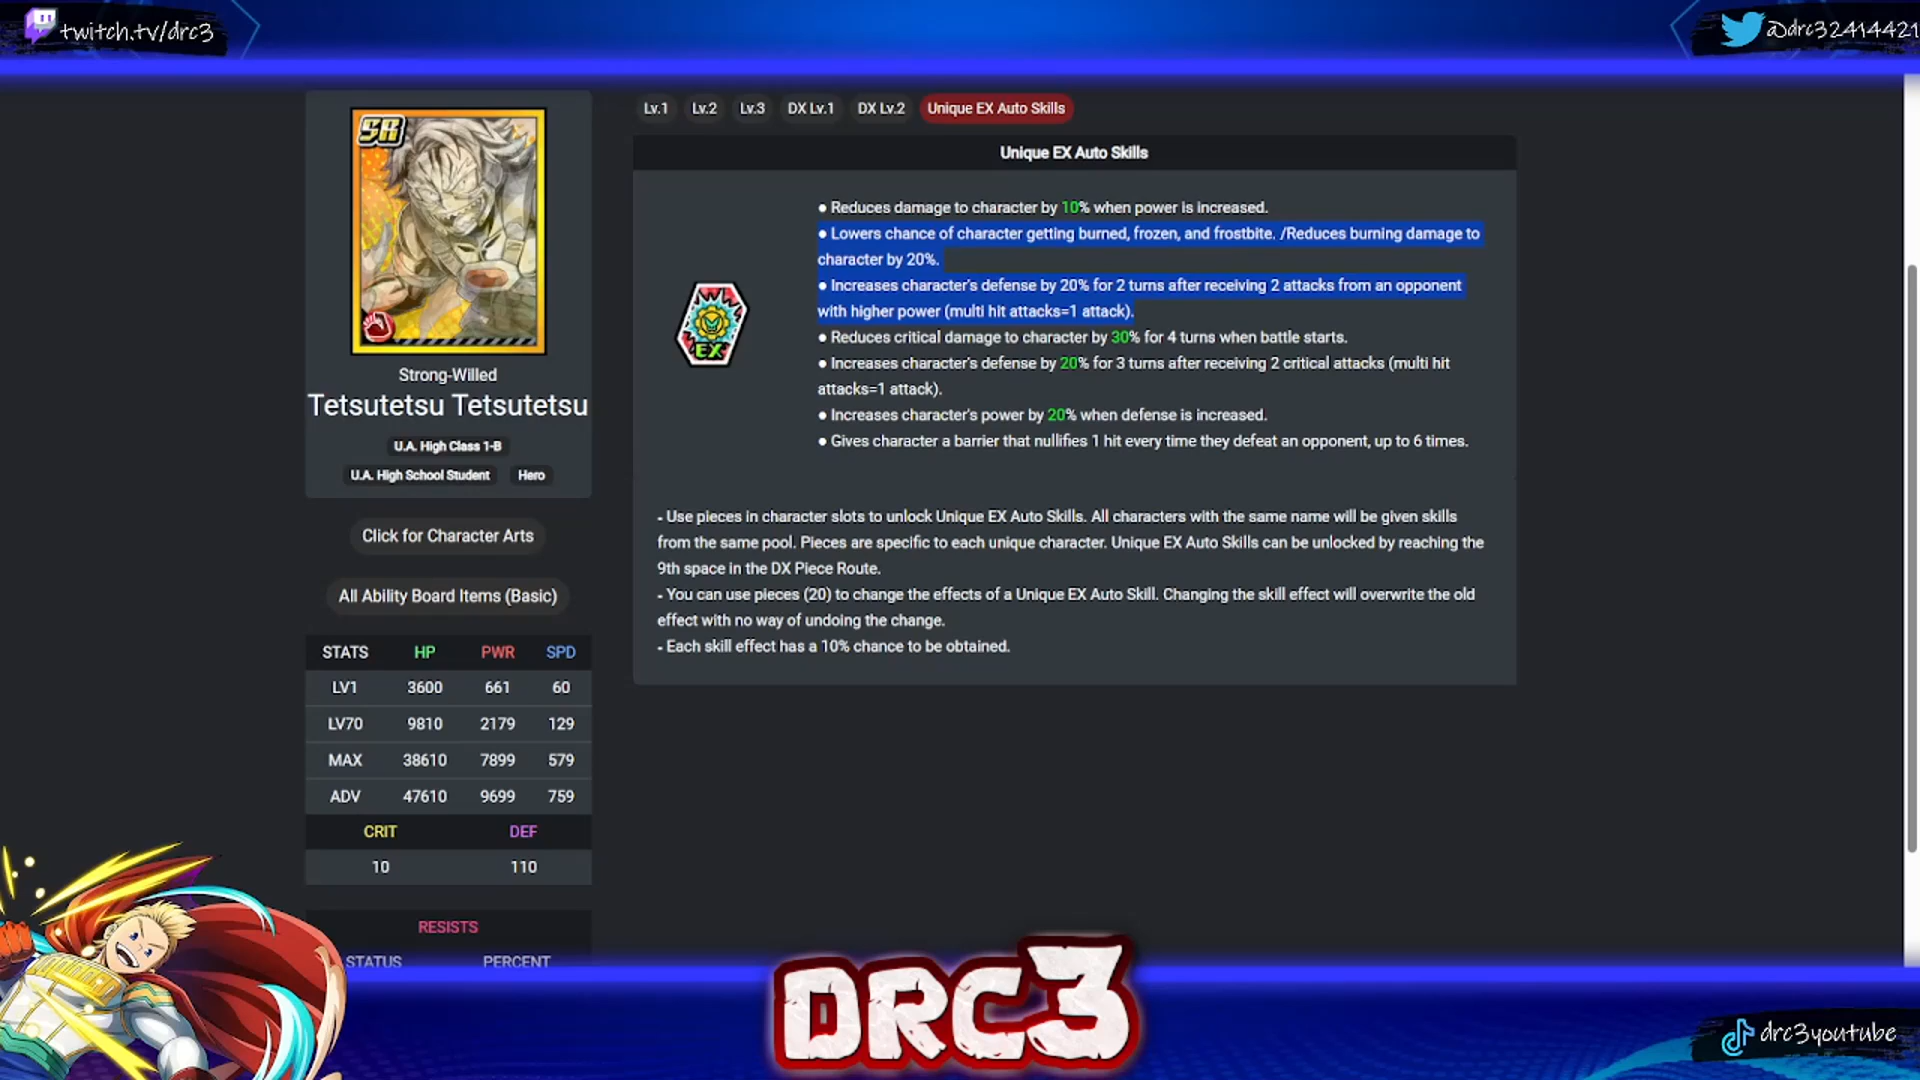 twitch.tv/drc3
@drc32414421
SR
Strong-Willed
Tetsutetsu Tetsutetsu
U.A. High Class 1-B
U.A. High School Student Hero
Click for Character Arts
All Ability Board Items (Basic)
STATS HP PWR SPD
LV1 3600 661 60
LV70 9810 2179 129
MAX 38610 7899 579
ADV 47610 9699 759
CRIT DEF
10 110
RESISTS
STATUS PERCENT
Lv.1 Lv.2 Lv.3 DX Lv.1 DX Lv.2 Unique EX Auto Skills
Unique EX Auto Skills
EX
● Reduces damage to character by 10% when power is increased.
● Lowers chance of character getting burned, frozen, and frostbite. /Reduces burning damage to
character by 20%.
● Increases character's defense by 20% for 2 turns after receiving 2 attacks from an opponent
with higher power (multi hit attacks=1 attack).
● Reduces critical damage to character by 30% for 4 turns when battle starts.
● Increases character's defense by 20% for 3 turns after receiving 2 critical attacks (multi hit
attacks=1 attack).
● Increases character's power by 20% when defense is increased.
● Gives character a barrier that nullifies 1 hit every time they defeat an opponent, up to 6 times.
- Use pieces in character slots to unlock Unique EX Auto Skills. All characters with the same name will be given skills
from the same pool. Pieces are specific to each unique character. Unique EX Auto Skills can be unlocked by reaching the
9th space in the DX Piece Route.
- You can use pieces (20) to change the effects of a Unique EX Auto Skill. Changing the skill effect will overwrite the old
effect with no way of undoing the change.
- Each skill effect has a 10% chance to be obtained.
DRC3
drc3youtube